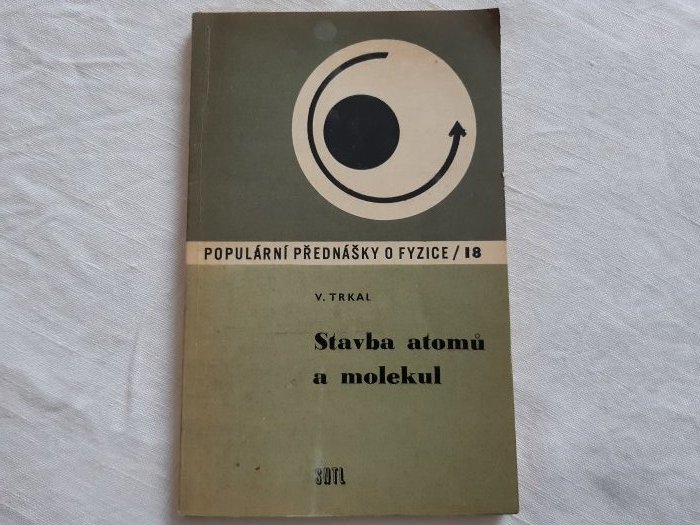 POPULÁRNÍ PŘEDNÁŠKY O FYZICE/18
V. TRKAL
Stavba atomů
a molekul
SNTL